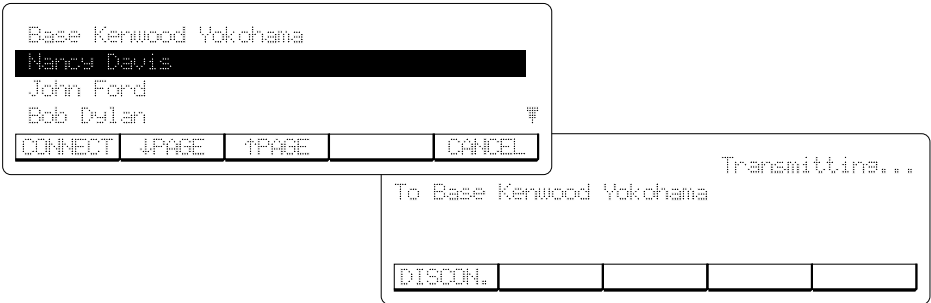 Base Kenwood Yokohama
Nancy Davis
John Ford
Bob Dylan
CONNECT ↓PAGE ↑PAGE CANCEL
Transmitting...
To Base Kenwood Yokohama
DISCON.